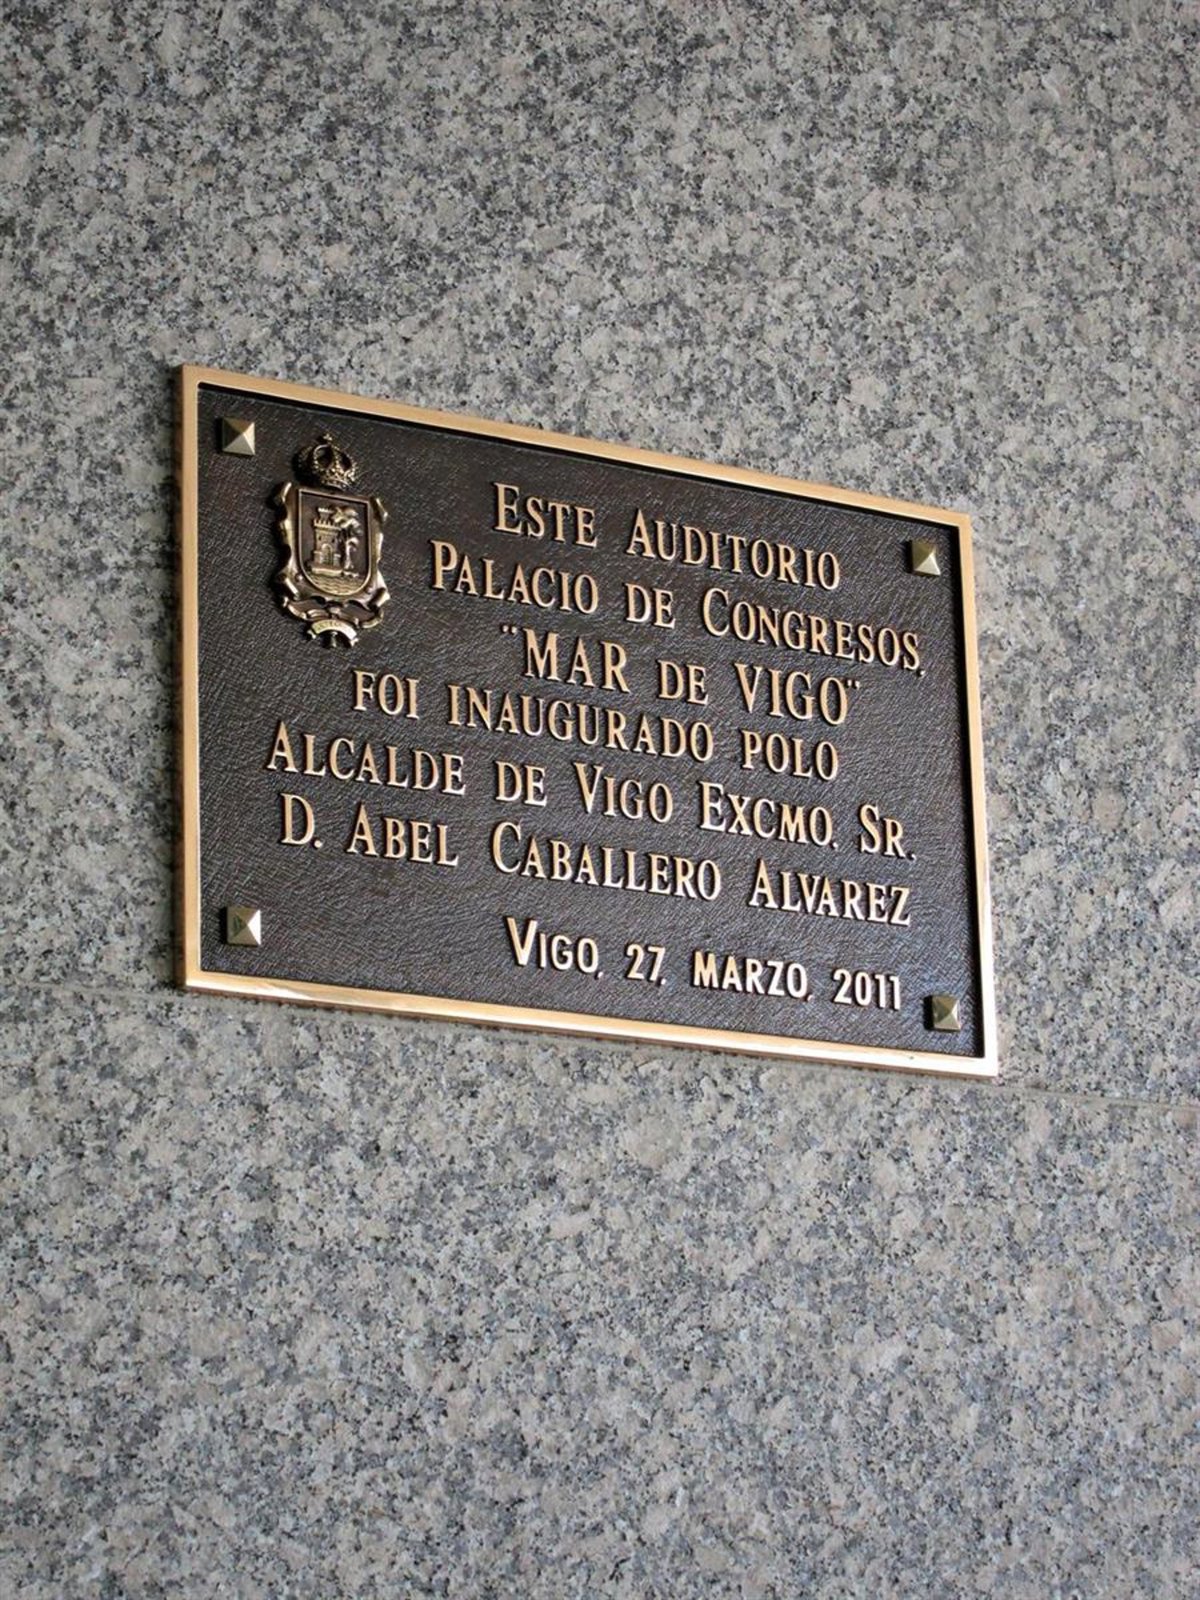 ESTE AUDITORIO
PALACIO DE CONGRESOS,
"MAR DE VIGO"
FOI INAUGURADO POLO
ALCALDE DE VIGO EXCMO. SR.
D. ABEL CABALLERO ALVAREZ
VIGO, 27, MARZO, 2011